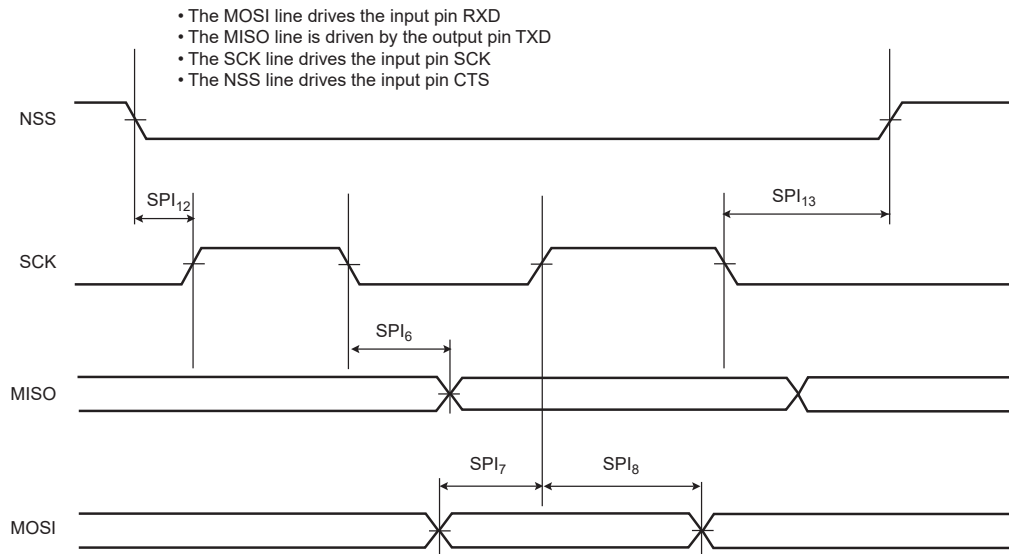 • The MOSI line drives the input pin RXD
• The MISO line is driven by the output pin TXD
• The SCK line drives the input pin SCK
• The NSS line drives the input pin CTS
NSS
SPI12
SPI13
SCK
SPI6
MISO
SPI7
SPI8
MOSI